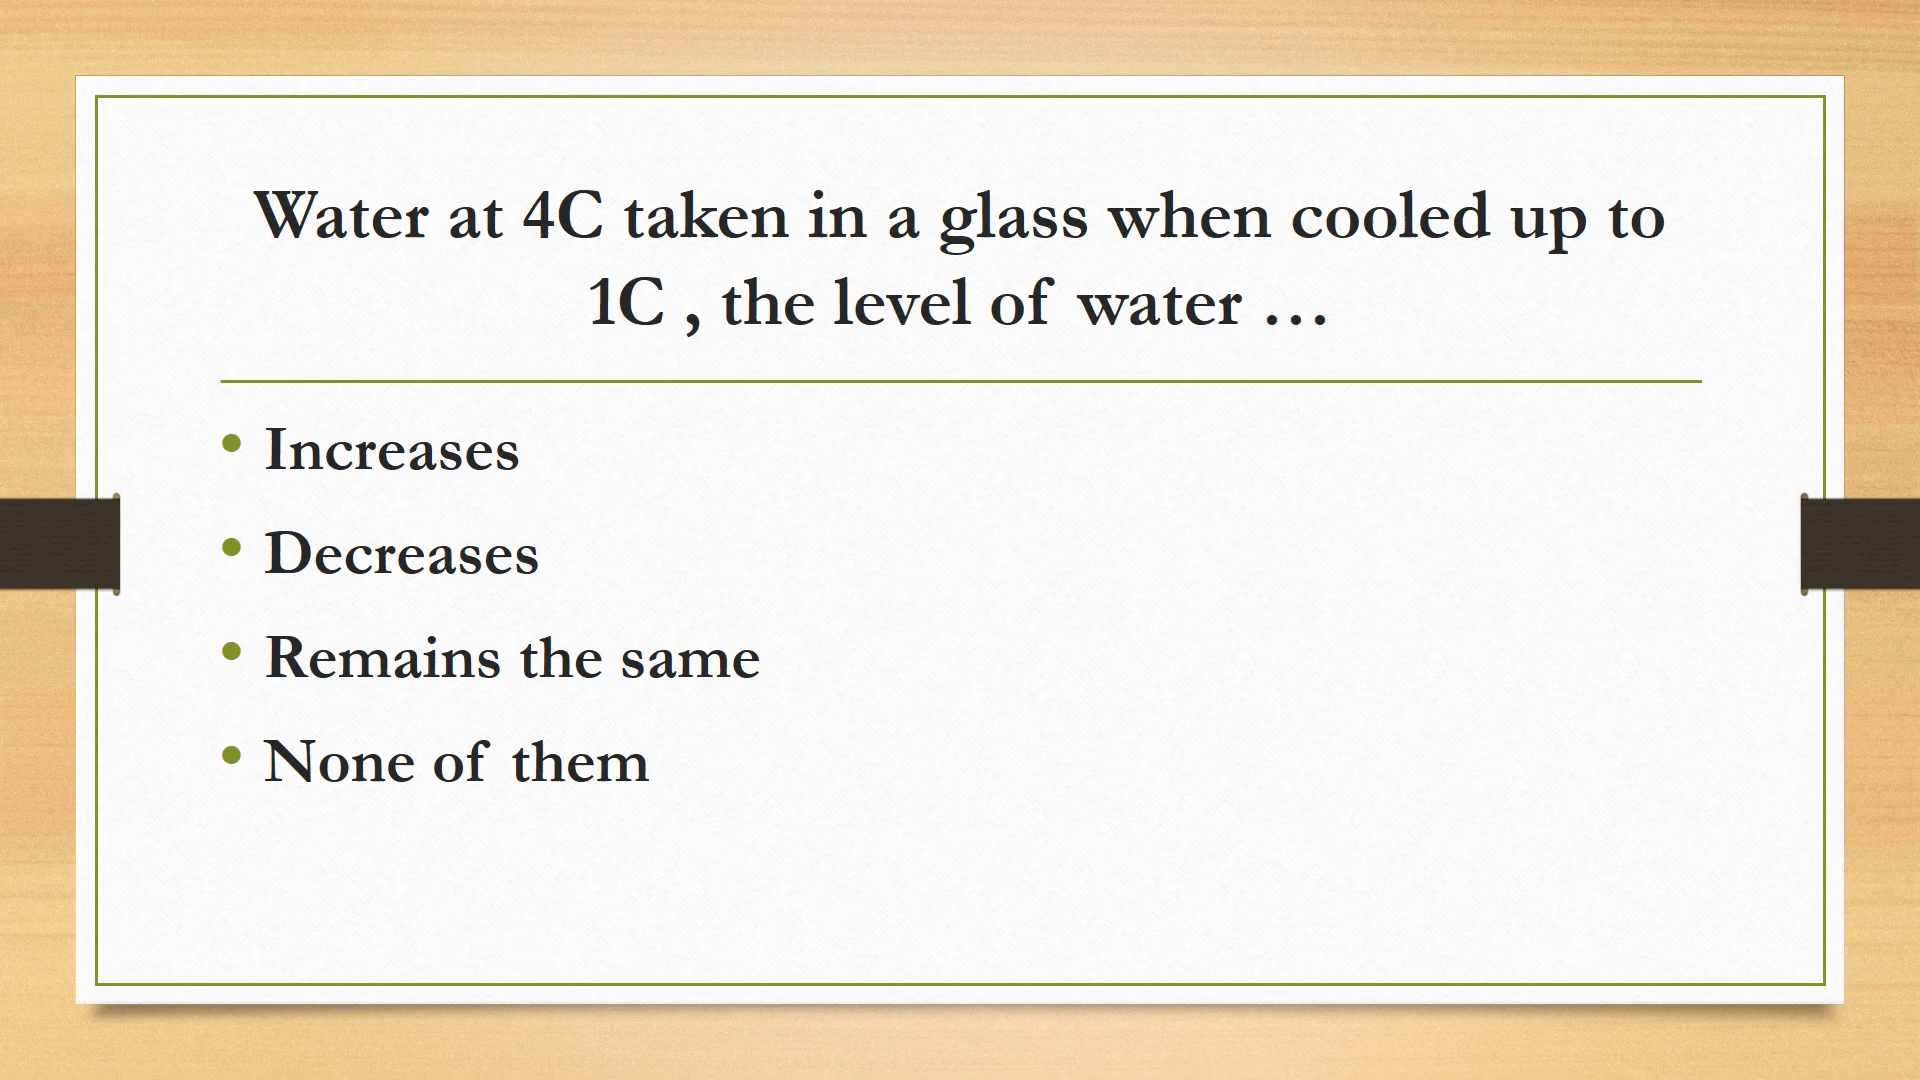 Water at 4C taken in a glass when cooled up to
1C , the level of water …
• Increases
• Decreases
• Remains the same
• None of them